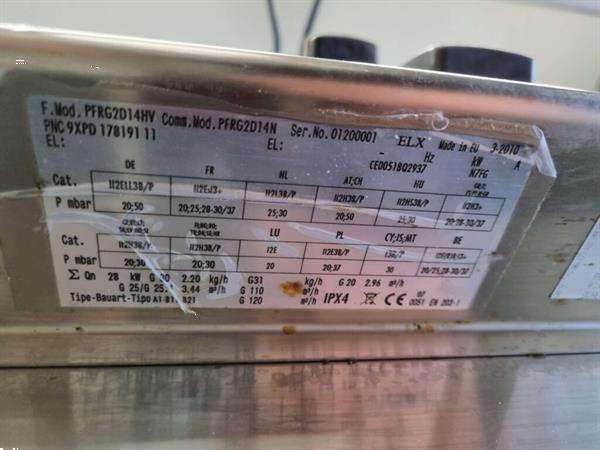 F.Mod. PFRG2D14HV Comm.Mod. PFRG2D14N Ser.No. 01200001 ELX Made in EU 3-2010
PNC 9XPD 178191 11 Hz kW A
EL: EL: CE0051BQ2937 N7FG
DE FR NL AT;CH HU
Cat. II2ELL3B/P II2E+3+ II2L3B/P II2H3B/P II2HS3B/P II2H3+
P mbar 20;50 20;25;28-30/37 25;30 20;50 25;30 20;28-30/37
LU PL CY;IS;MT BE
Cat. II2H3B/P II2H3B/P I2E II2E3B/P I3B/P
P mbar 20;30 20;30 20 20;37 30 20/25,28-30/37
Σ Qn 28 kW G 30 2.20 kg/h G31 kg/h G 20 2.96 m³/h
G 25/G 25. 3.44 m³/h G 110 m³/h
Tipe-Bauart-Tipo A1-B11 B21 G 120 m³/h IPX4 CE 07 0051 EN 203-1